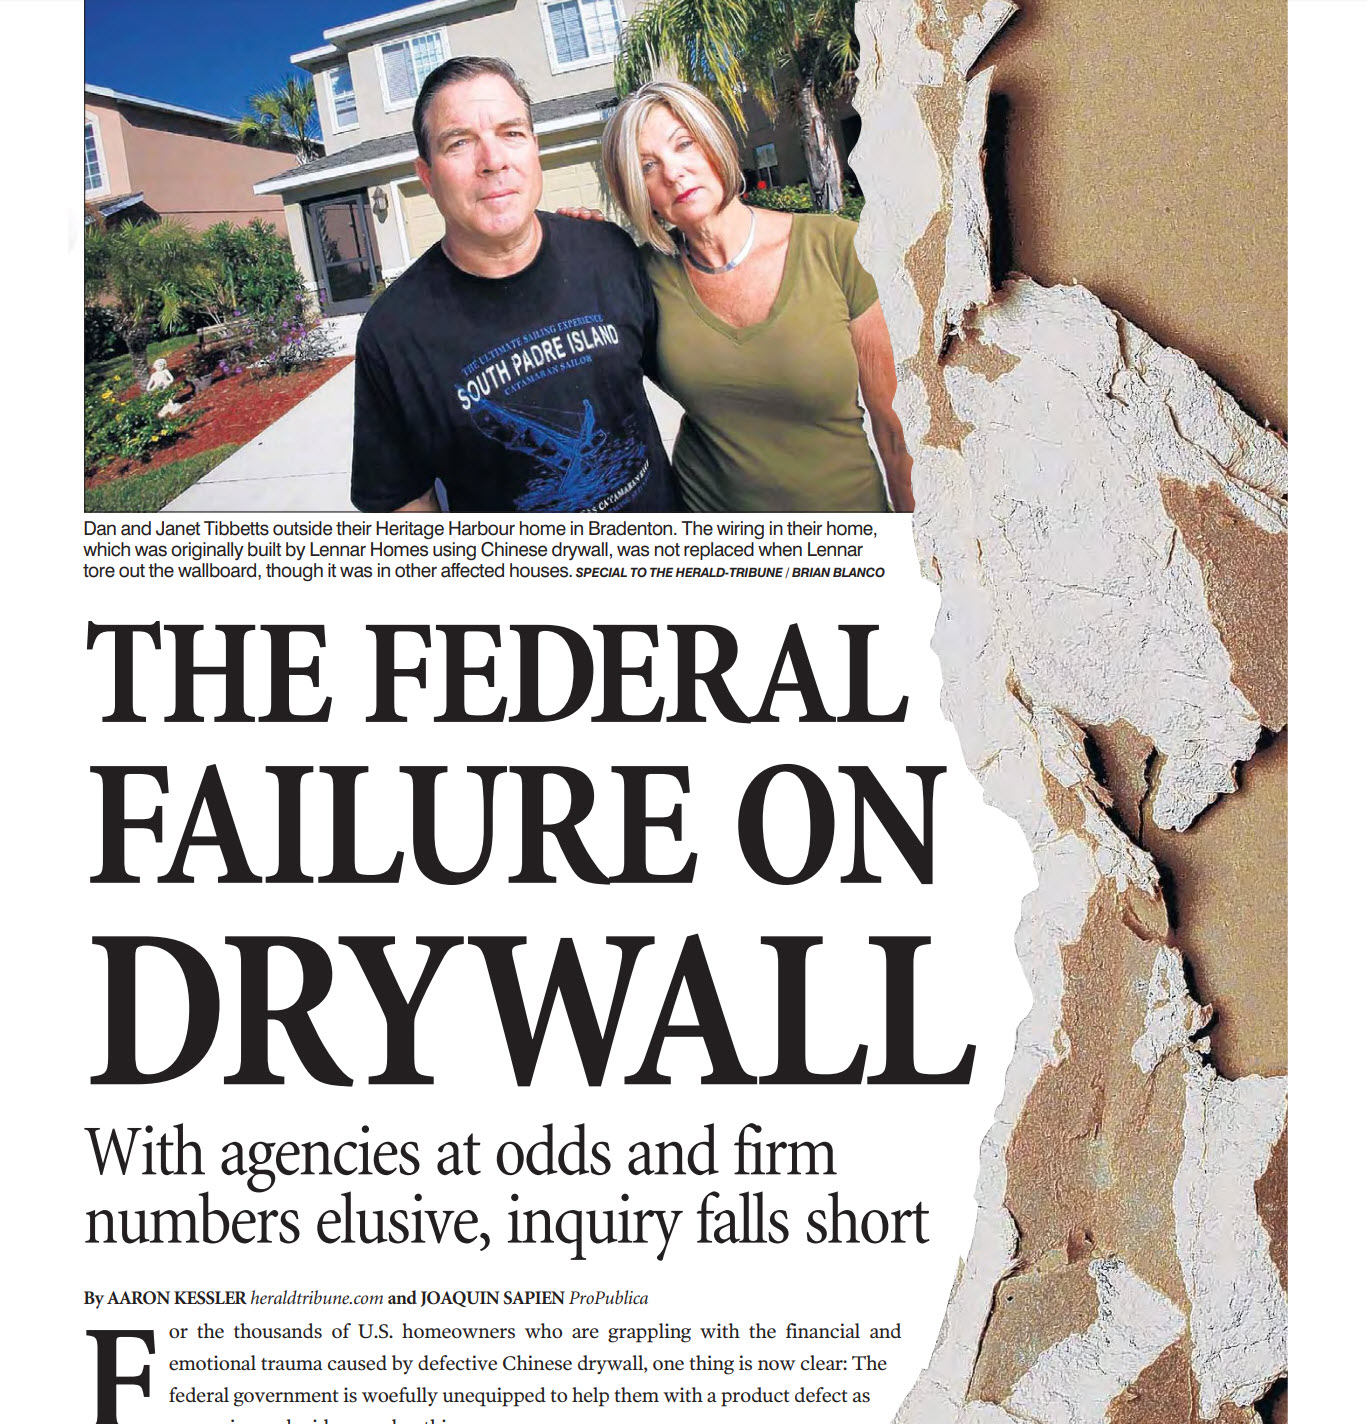 THE ULTIMATE SAILING EXPERIENCE
SOUTH PADRE ISLAND
CATAMARAN SAILOR
Dan and Janet Tibbetts outside their Heritage Harbour home in Bradenton. The wiring in their home,
which was originally built by Lennar Homes using Chinese drywall, was not replaced when Lennar
tore out the wallboard, though it was in other affected houses. SPECIAL TO THE HERALD-TRIBUNE / BRIAN BLANCO
THE FEDERAL
FAILURE ON
DRYWALL
With agencies at odds and firm
numbers elusive, inquiry falls short
By AARON KESSLER heraldtribune.com and JOAQUIN SAPIEN ProPublica
For the thousands of U.S. homeowners who are grappling with the financial and
emotional trauma caused by defective Chinese drywall, one thing is now clear: The
federal government is woefully unequipped to help them with a product defect as